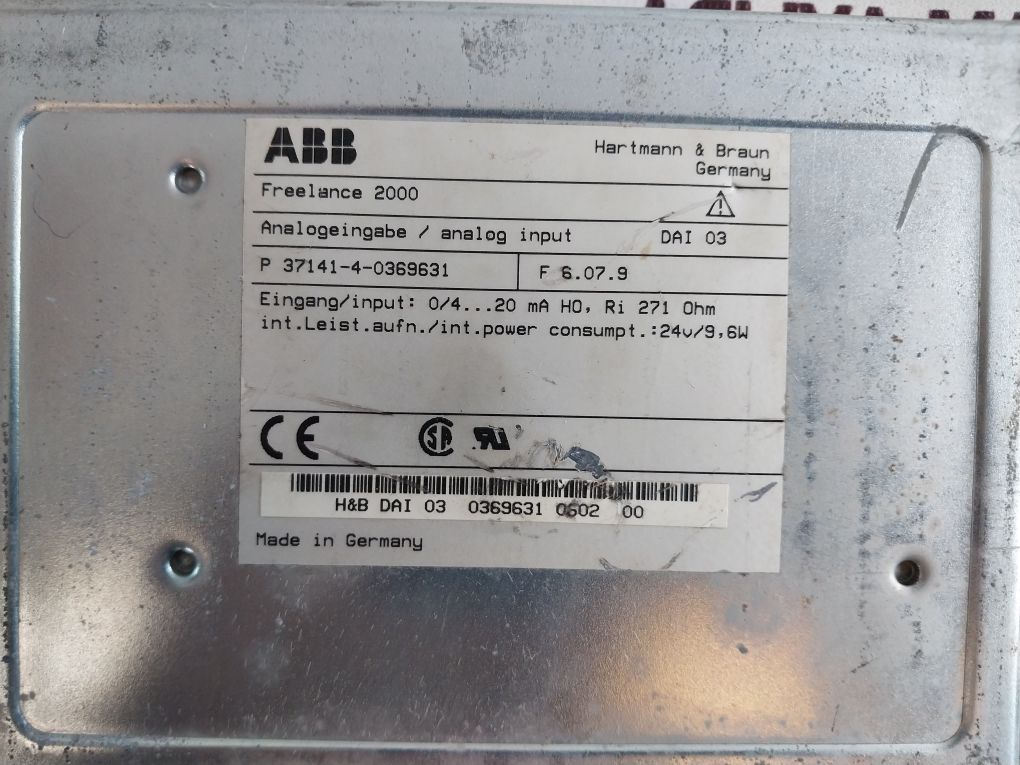 ABB
Hartmann & Braun
Germany
Freelance 2000
Analogeingabe / analog input DAI 03
P 37141-4-0369631 F 6.07.9
Eingang/input: 0/4...20 mA HO, Ri 271 Ohm
int.Leist.aufn./int.power consumpt.:24v/9,6W
CE SP
H&B DAI 03 0369631 0602 00
Made in Germany